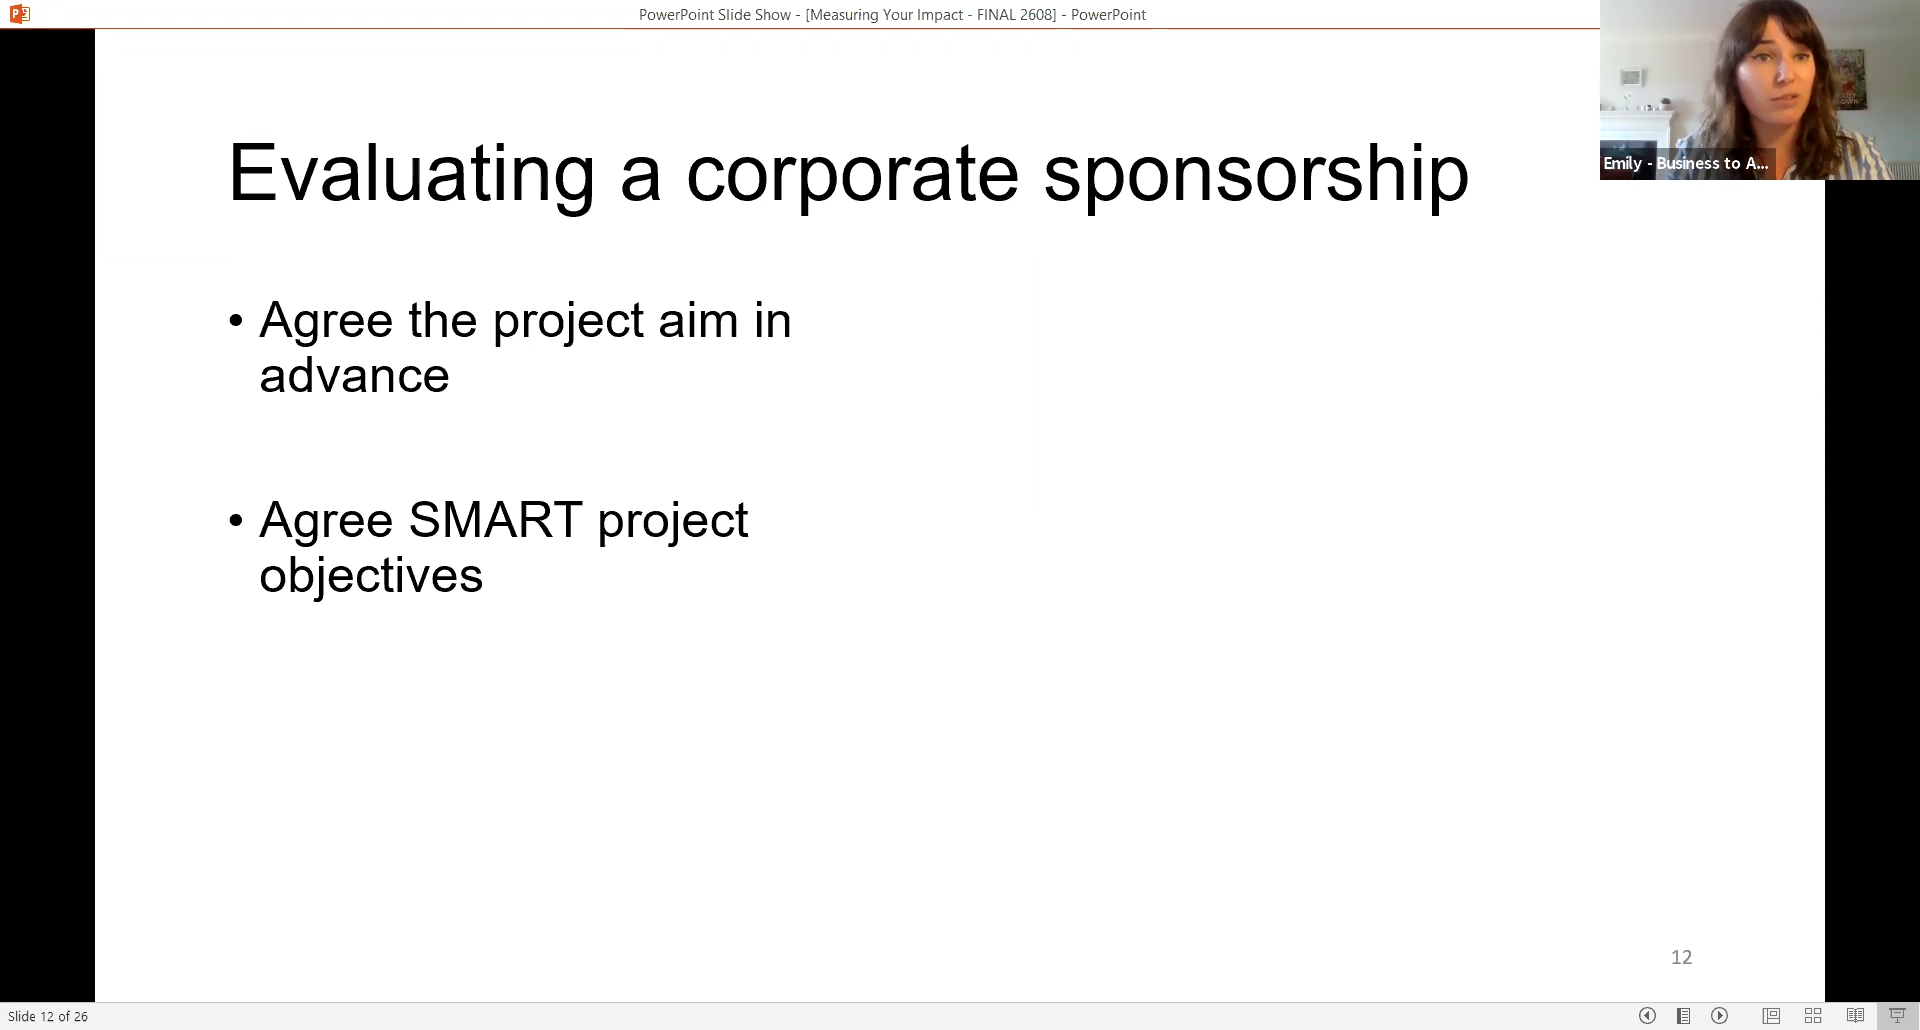 PowerPoint Slide Show - [Measuring Your Impact - FINAL 2608] - PowerPoint
Emily - Business to A...
Evaluating a corporate sponsorship
• Agree the project aim in
advance
• Agree SMART project
objectives
12
Slide 12 of 26